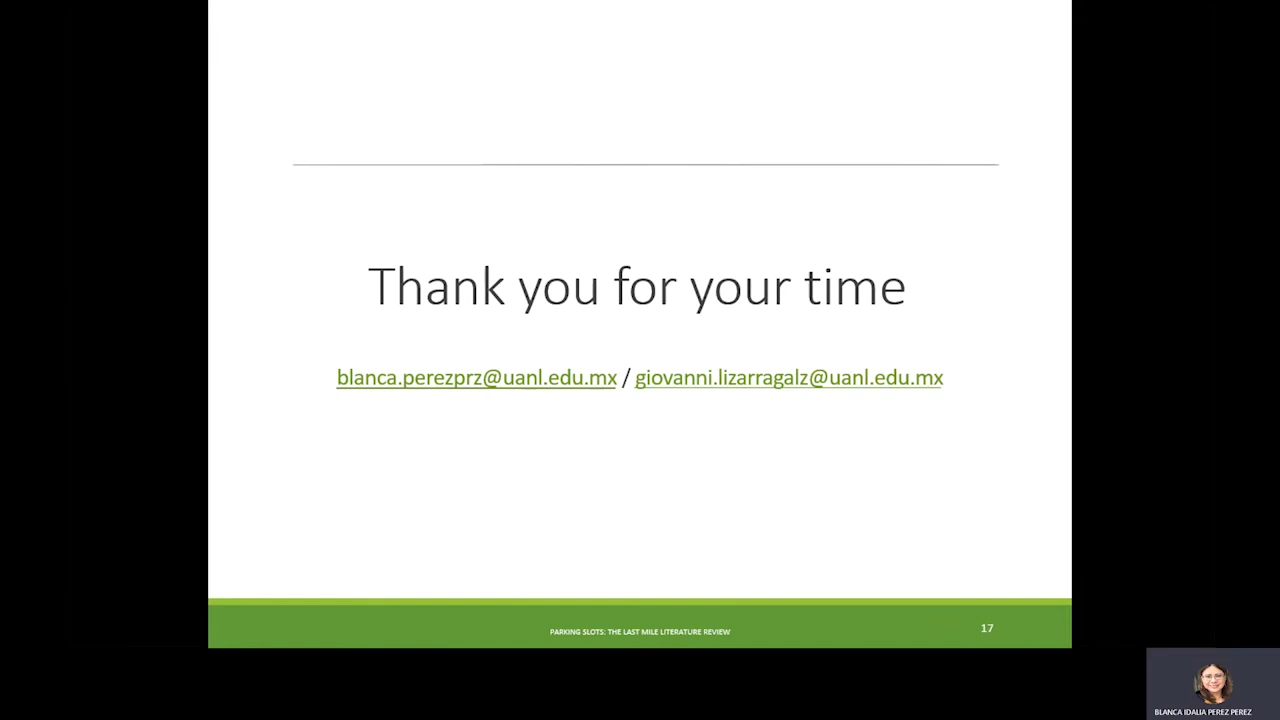 Thank you for your time
blanca.perezprz@uanl.edu.mx / giovanni.lizarragalz@uanl.edu.mx
PARKING SLOTS: THE LAST MILE LITERATURE REVIEW
17
BLANCA IDALIA PEREZ PEREZ